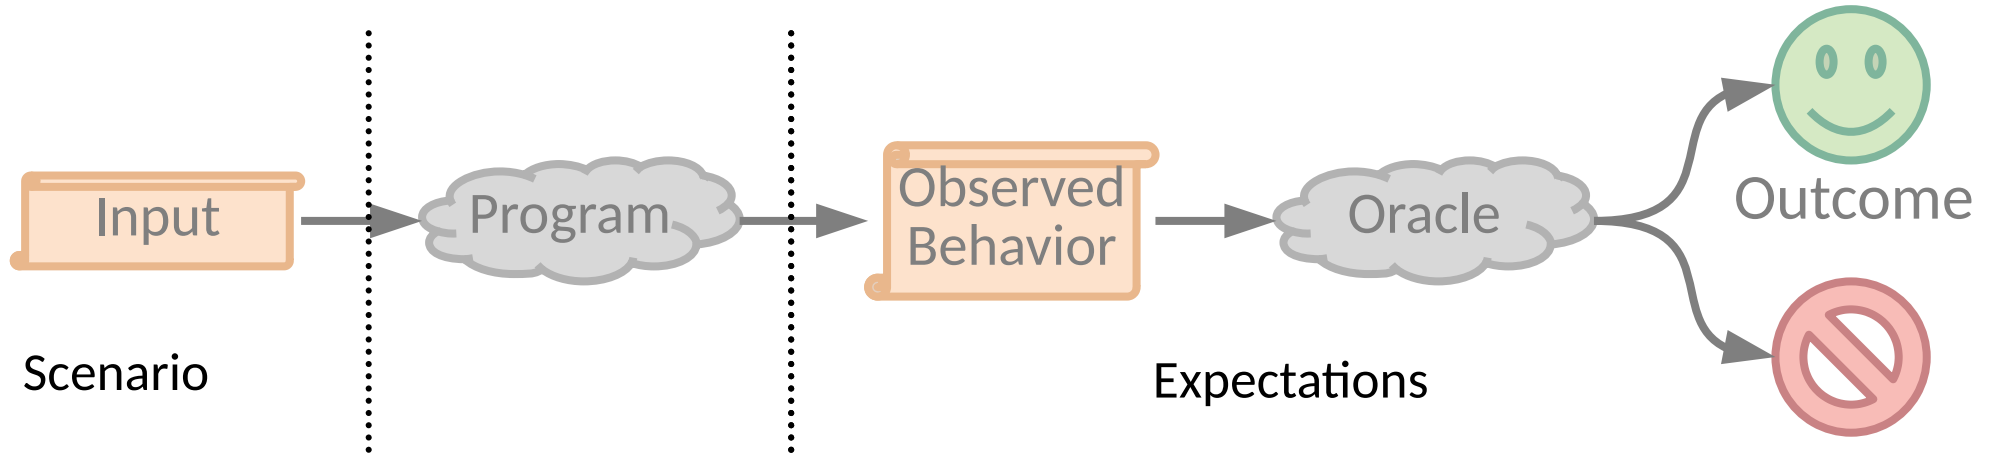 Input
Program
Observed
Behavior
Oracle
Outcome
Scenario
Expectations